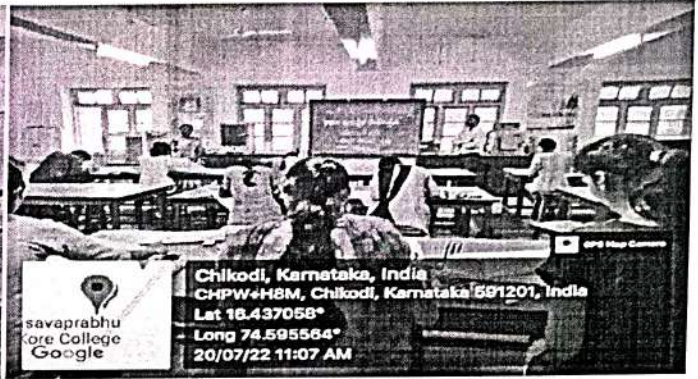 GPS Map Camera
savaprabhu
Kore College
Google
Chikodi, Karnataka, India
CHPW+H8M, Chikodi, Karnataka 591201, India
Lat 16.437058°
Long 74.595564°
20/07/22 11:07 AM